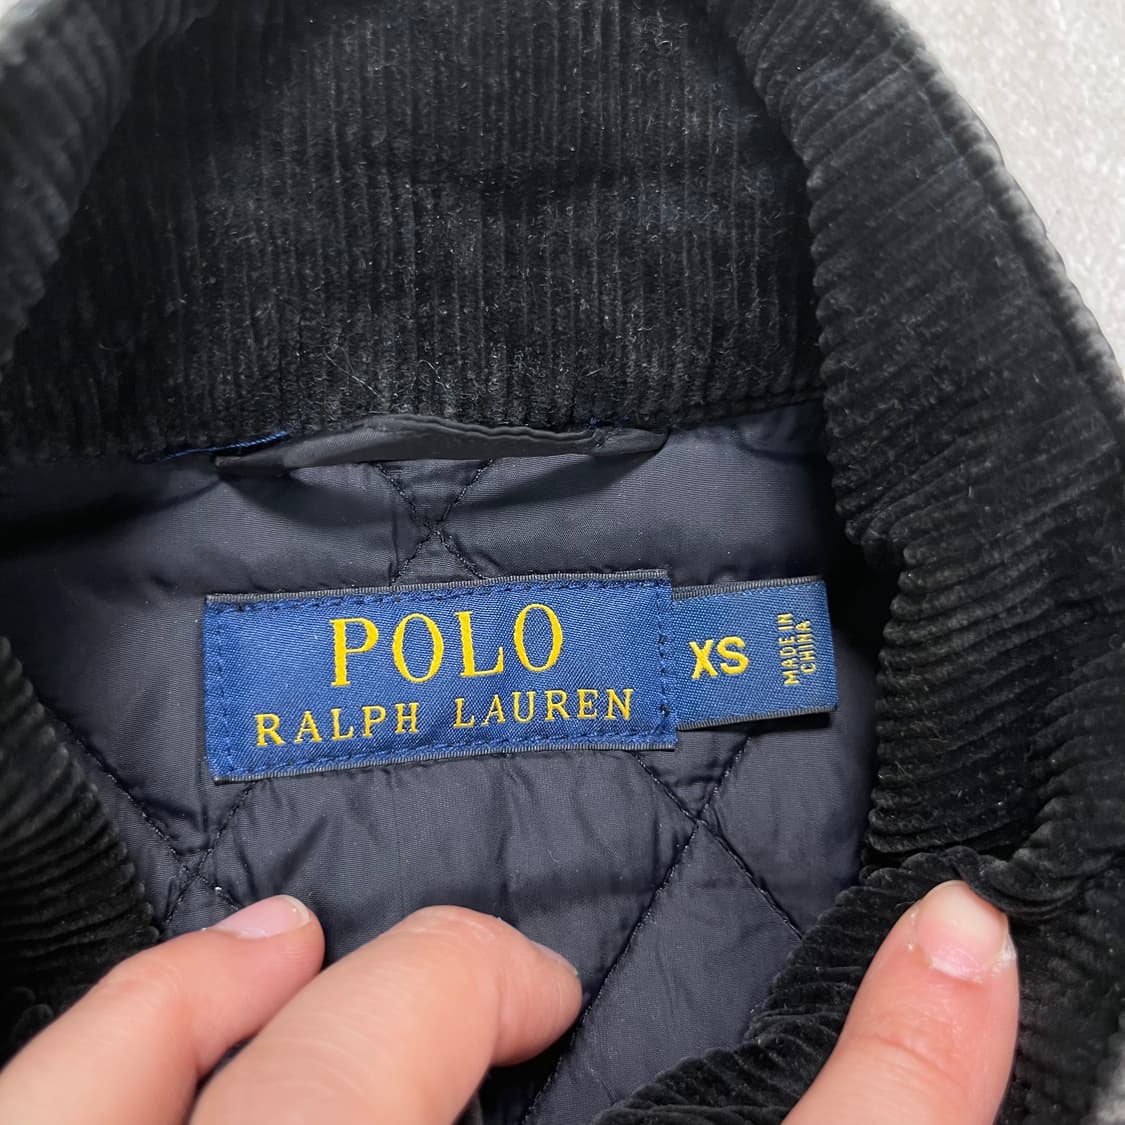 POLO
RALPH LAUREN
XS
MADE IN
CHINA